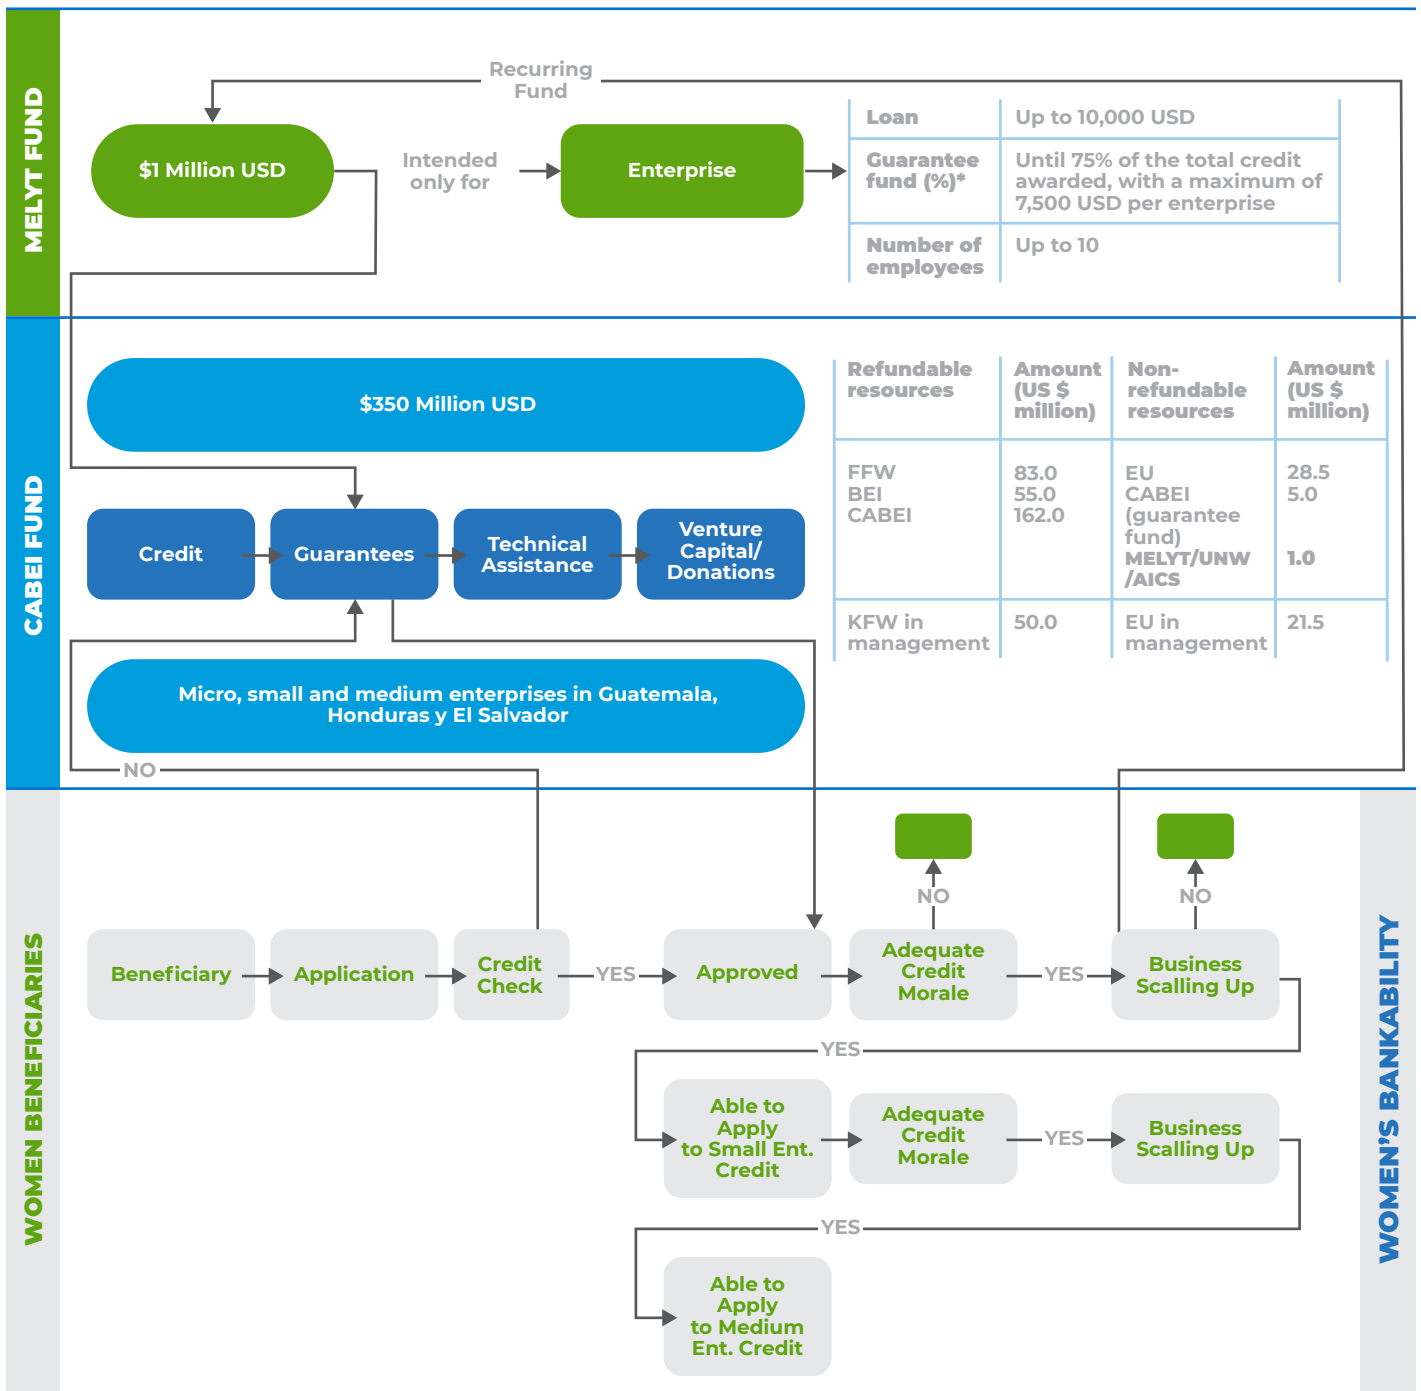 MELYT FUND
Recurring
Fund
$1 Million USD
Intended
only for
Enterprise
Loan
Up to 10,000 USD
Guarantee
fund (%)*
Until 75% of the total credit
awarded, with a maximum of
7,500 USD per enterprise
Number of
employees
Up to 10
CABEI FUND
$350 Million USD
Credit
Guarantees
Technical
Assistance
Venture
Capital/
Donations
Micro, small and medium enterprises in Guatemala,
Honduras y El Salvador
Refundable
resources
Amount
(US $
million)
Non-
refundable
resources
Amount
(US $
million)
FFW
BEI
CABEI
83.0
55.0
162.0
EU
CABEI
(guarantee
fund)
MELYT/UNW
/AICS
28.5
5.0
1.0
KFW in
management
50.0
EU in
management
21.5
NO
WOMEN BENEFICIARIES
Beneficiary
Application
Credit
Check
YES
Approved
NO
Adequate
Credit
Morale
YES
NO
Business
Scalling Up
YES
Able to
Apply
to Small Ent.
Credit
Adequate
Credit
Morale
YES
Business
Scalling Up
YES
Able to
Apply
to Medium
Ent. Credit
WOMEN'S BANKABILITY